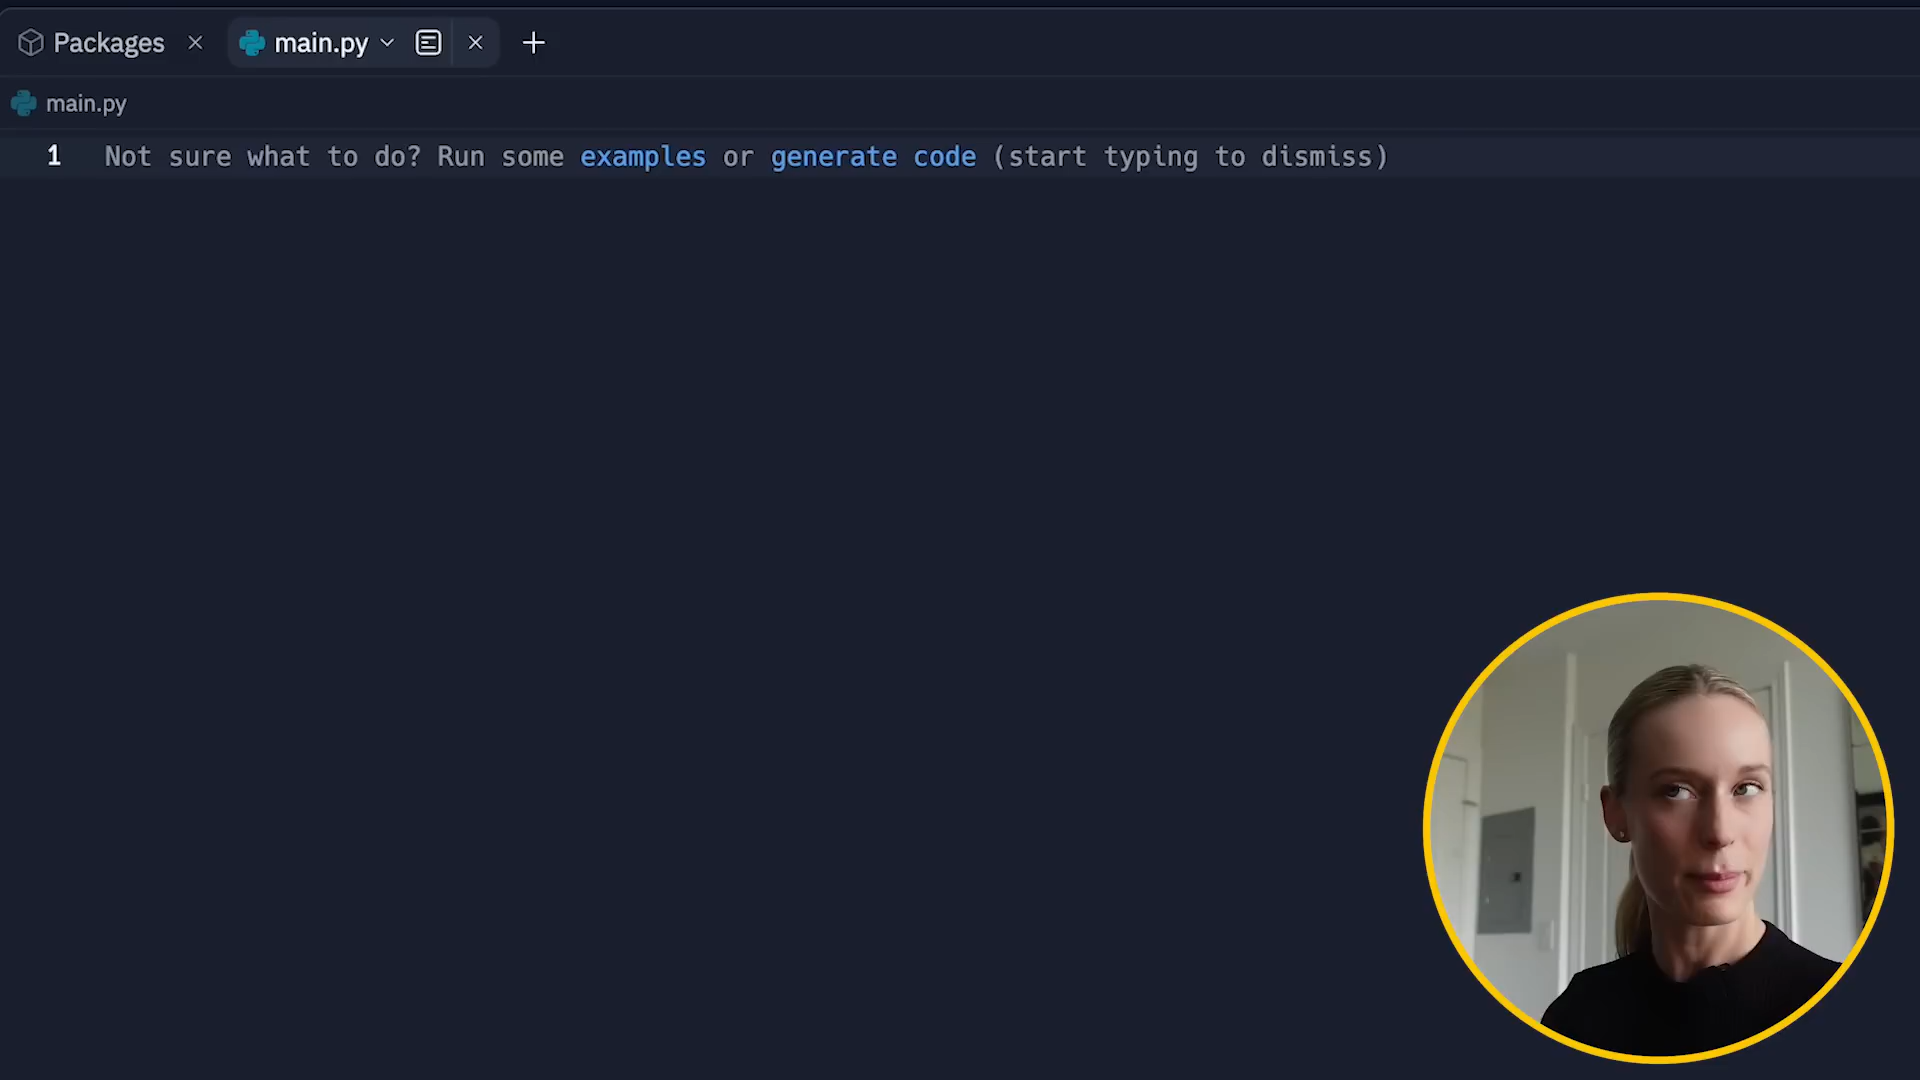 Packages
main.py
main.py
1 Not sure what to do? Run some examples or generate code (start typing to dismiss)